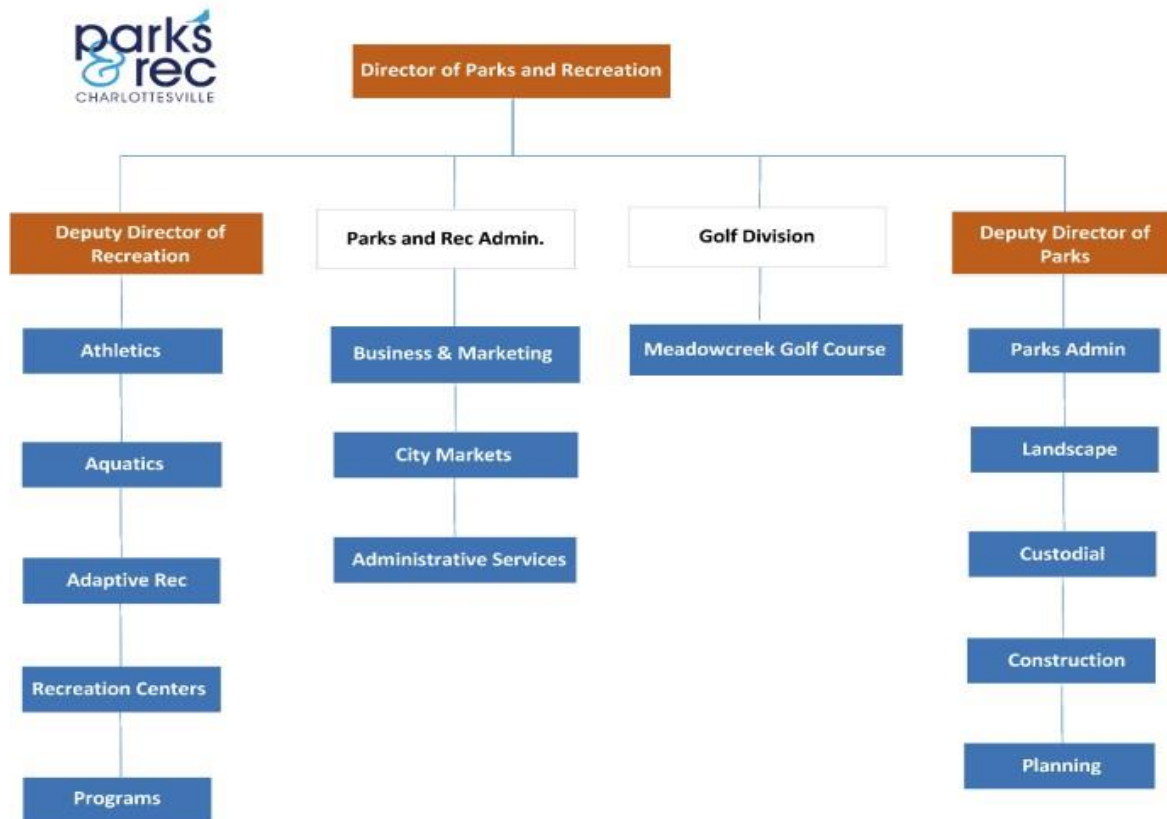 parks
& rec
CHARLOTTESVILLE
Director of Parks and Recreation
Deputy Director of
Recreation
Parks and Rec Admin.
Golf Division
Deputy Director of
Parks
Athletics
Aquatics
Adaptive Rec
Recreation Centers
Programs
Business & Marketing
City Markets
Administrative Services
Meadowcreek Golf Course
Parks Admin
Landscape
Custodial
Construction
Planning